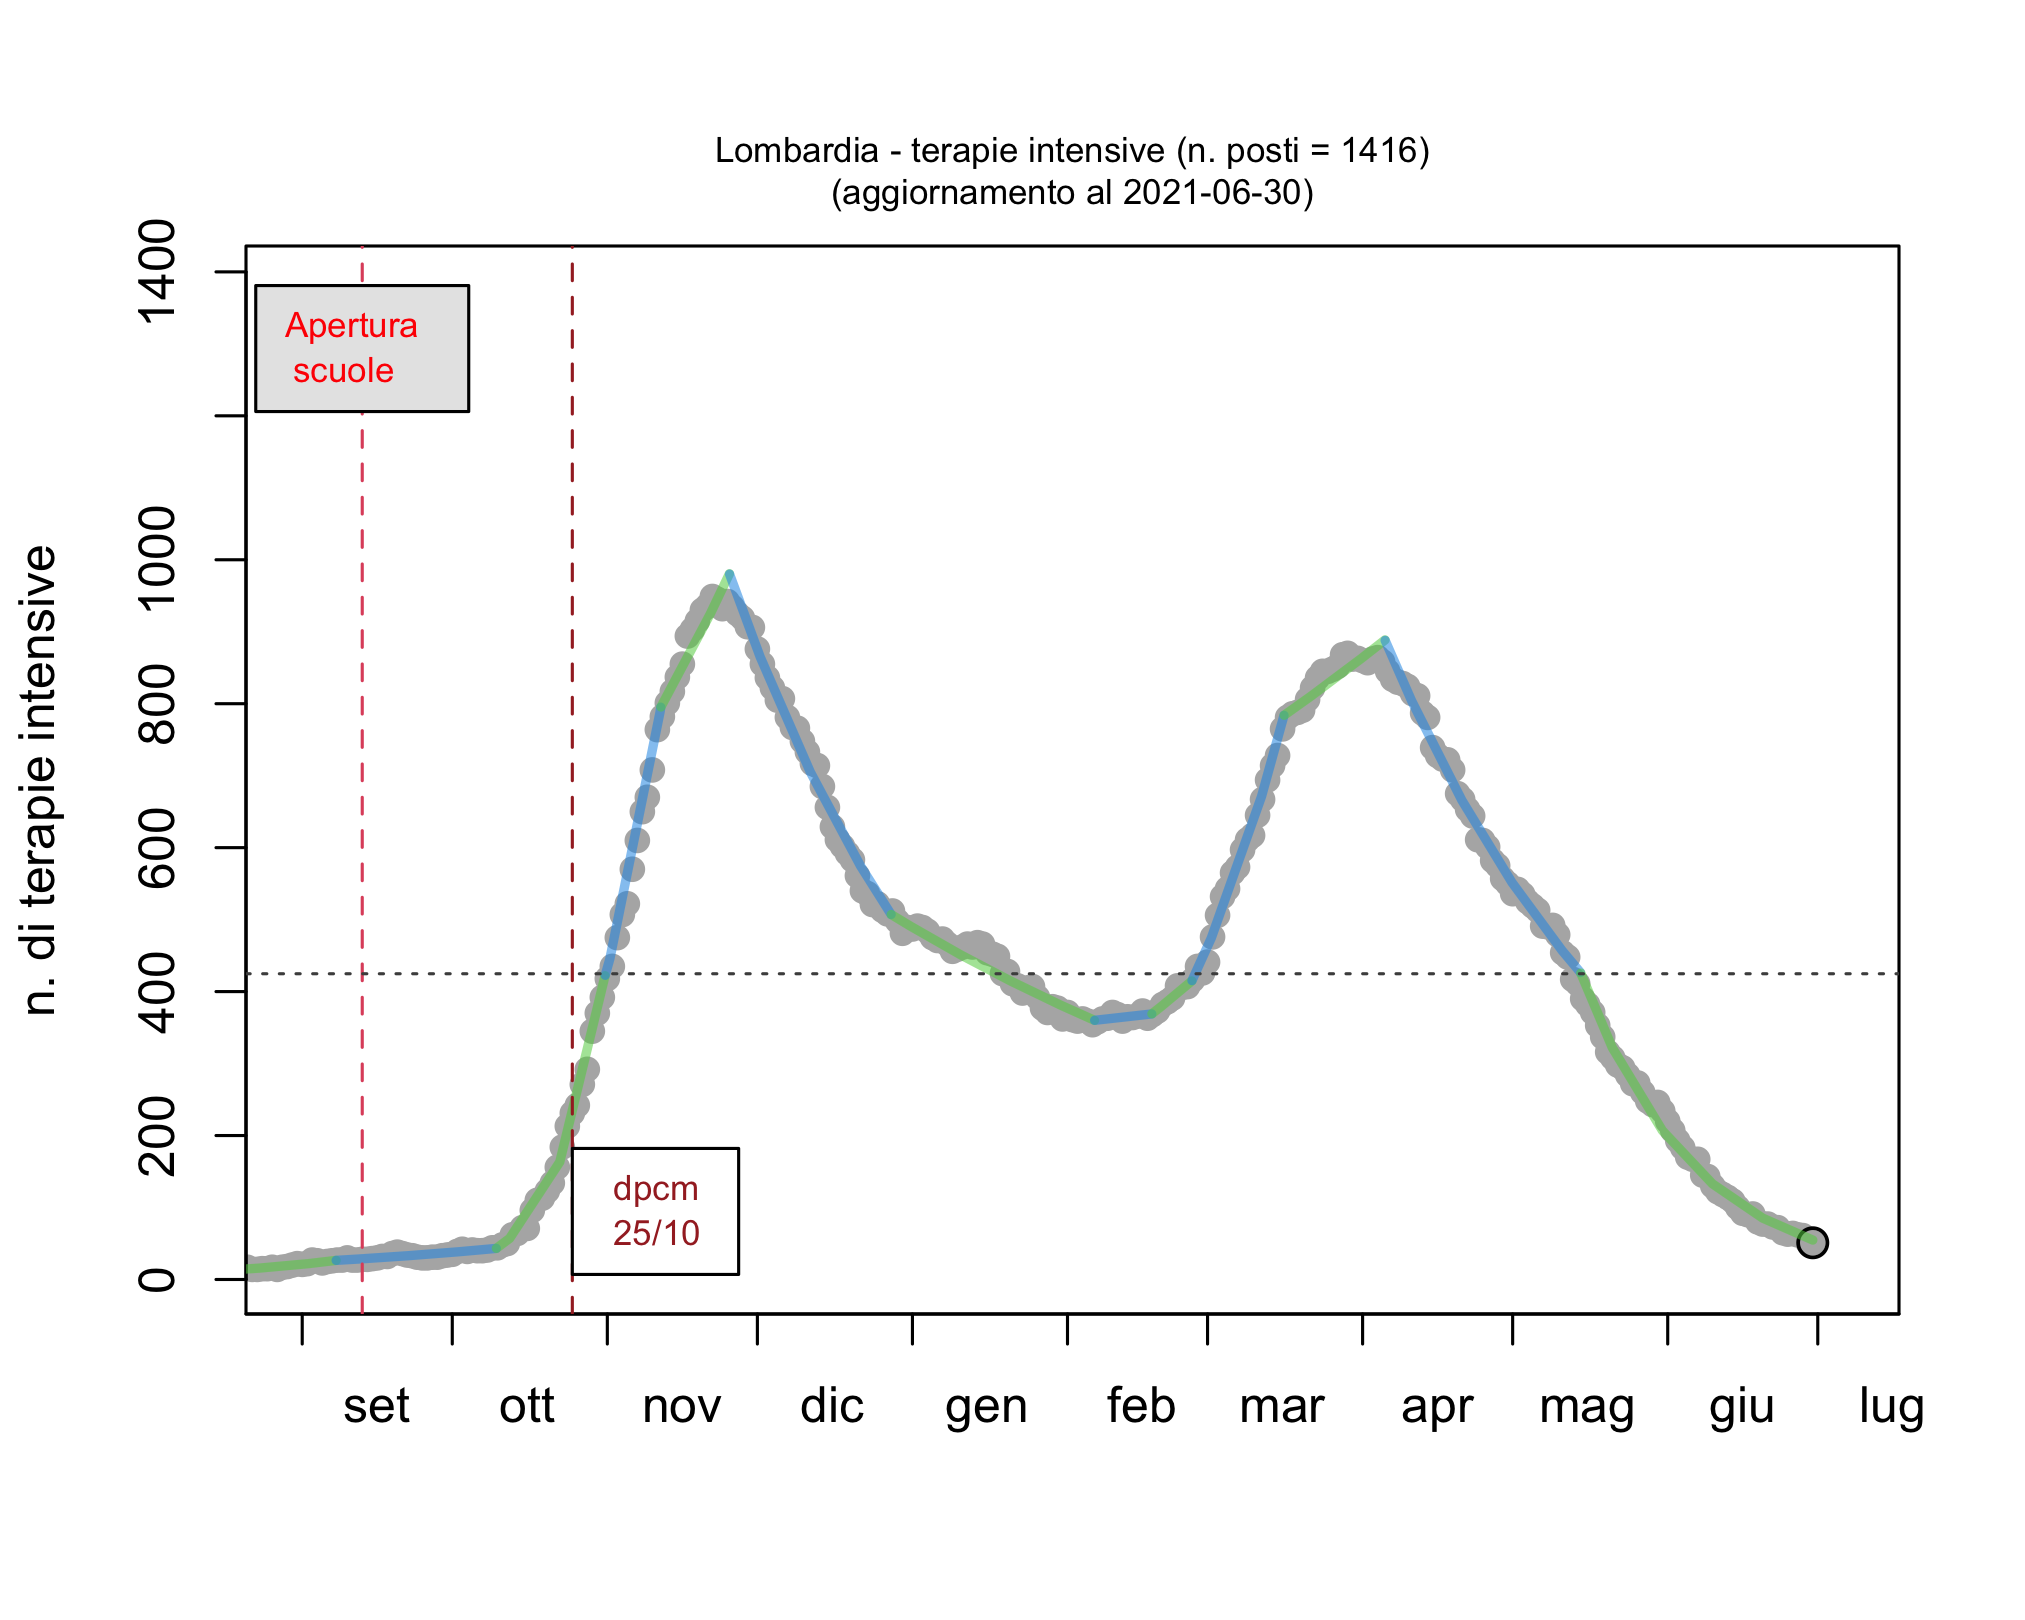 Lombardia - terapie intensive (n. posti = 1416)
(aggiornamento al 2021-06-30)
n. di terapie intensive
1400
1000
800
600
400
200
0
Apertura
scuole
dpcm
25/10
set ott nov dic gen feb mar apr mag giu lug